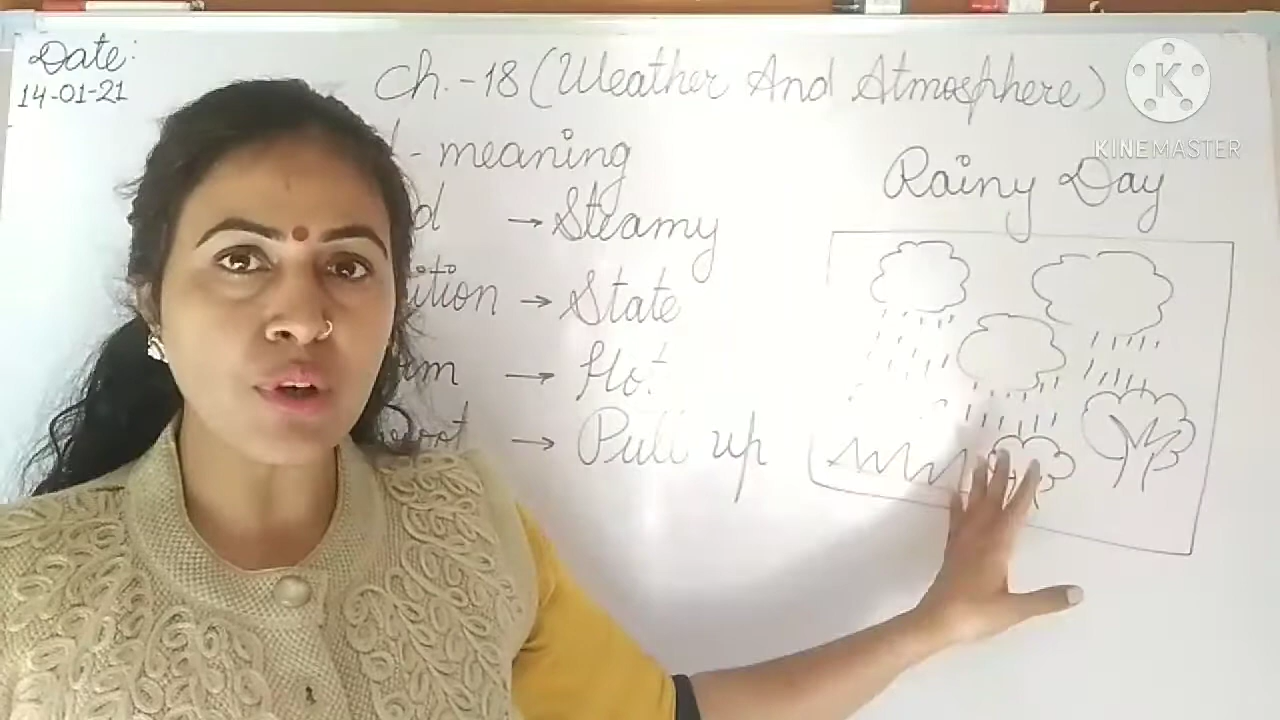 Date:
14-01-21
Ch.-18 (Weather And Atmosphere)
- meaning
→ Steamy
→ State
→ Hot
→ Pull up
Rainy Day
K
KINEMASTER